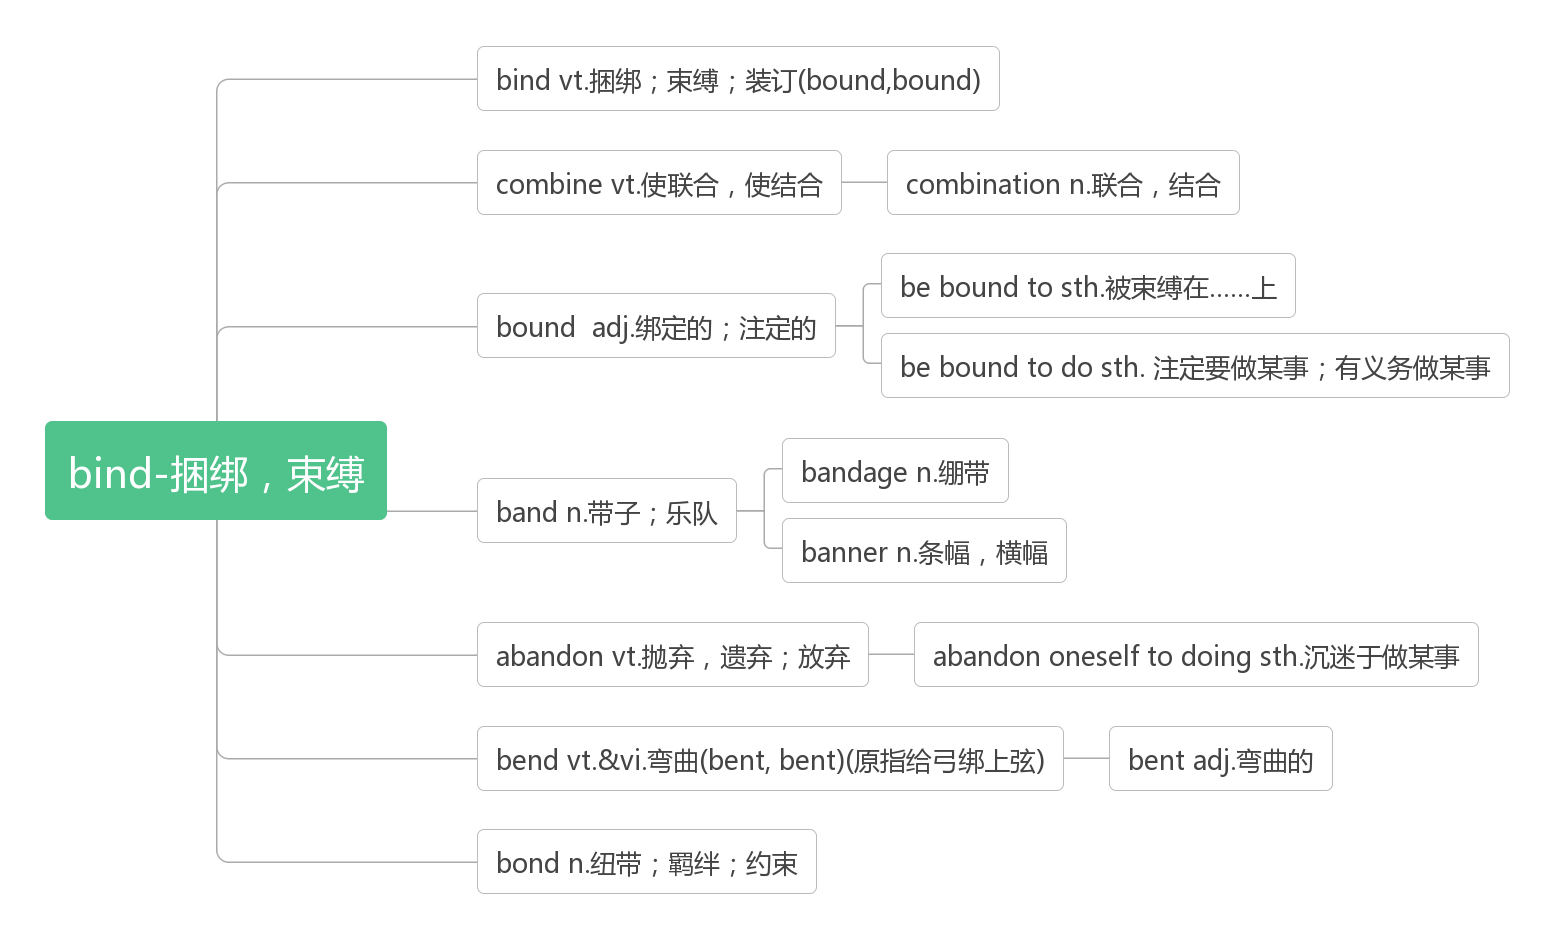 bind vt.捆绑；束缚；装订(bound,bound)
combine vt.使联合，使结合
combination n.联合，结合
bound  adj.绑定的；注定的
be bound to sth.被束缚在……上
be bound to do sth. 注定要做某事；有义务做某事
bind-捆绑，束缚
band n.带子；乐队
bandage n.绷带
banner n.条幅，横幅
abandon vt.抛弃，遗弃；放弃
abandon oneself to doing sth.沉迷于做某事
bend vt.&vi.弯曲(bent, bent)(原指给弓绑上弦)
bent adj.弯曲的
bond n.纽带；羁绊；约束